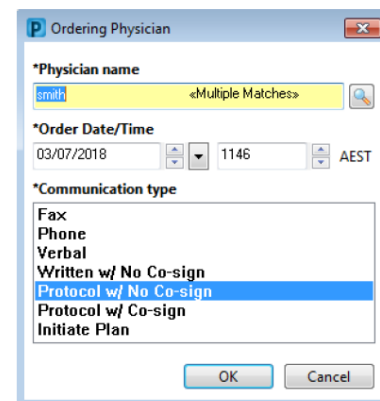 P Ordering Physician
*Physician name
smith «Multiple Matches»
*Order Date/Time
03/07/2018 1146 AEST
*Communication type
Fax
Phone
Verbal
Written w/ No Co-sign
Protocol w/ No Co-sign
Protocol w/ Co-sign
Initiate Plan
OK Cancel